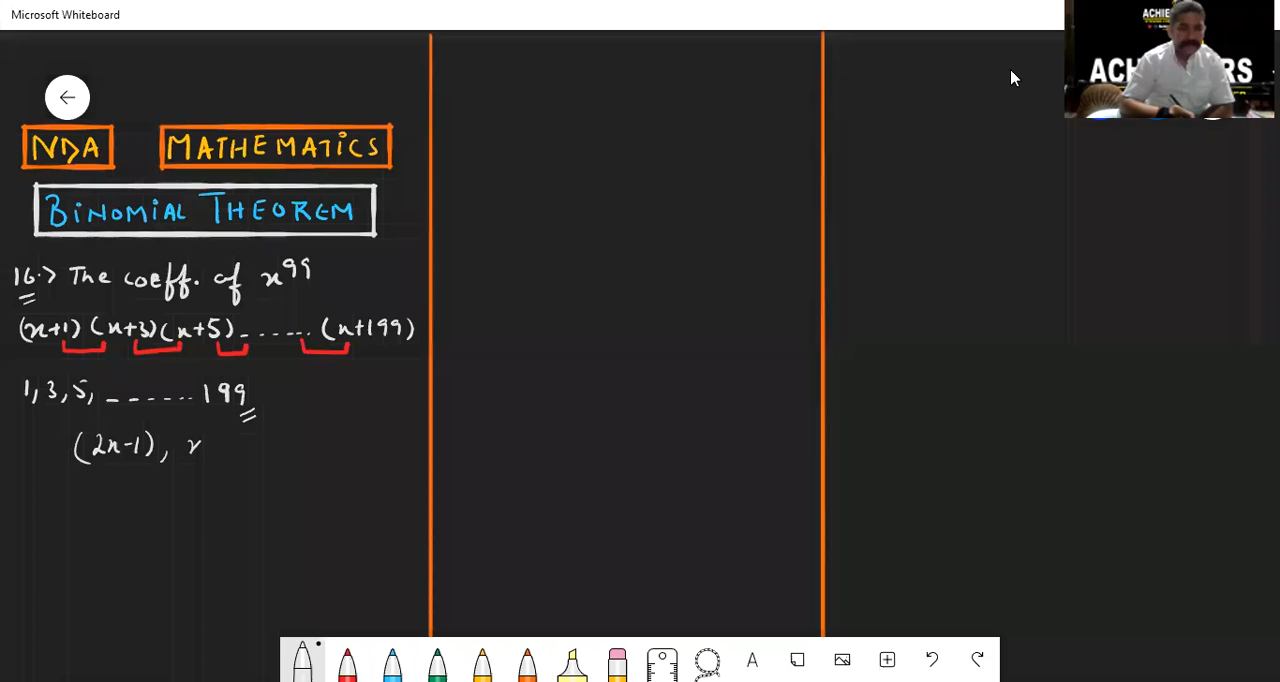 Microsoft Whiteboard
NDA MATHEMATICS
BINOMIAL THEOREM
16.> The coeff. of x^99
(x+1) (x+3)(x+5)_ ...... (x+199)
1, 3, 5, _ _ _ ...... 199
(2n-1),
A